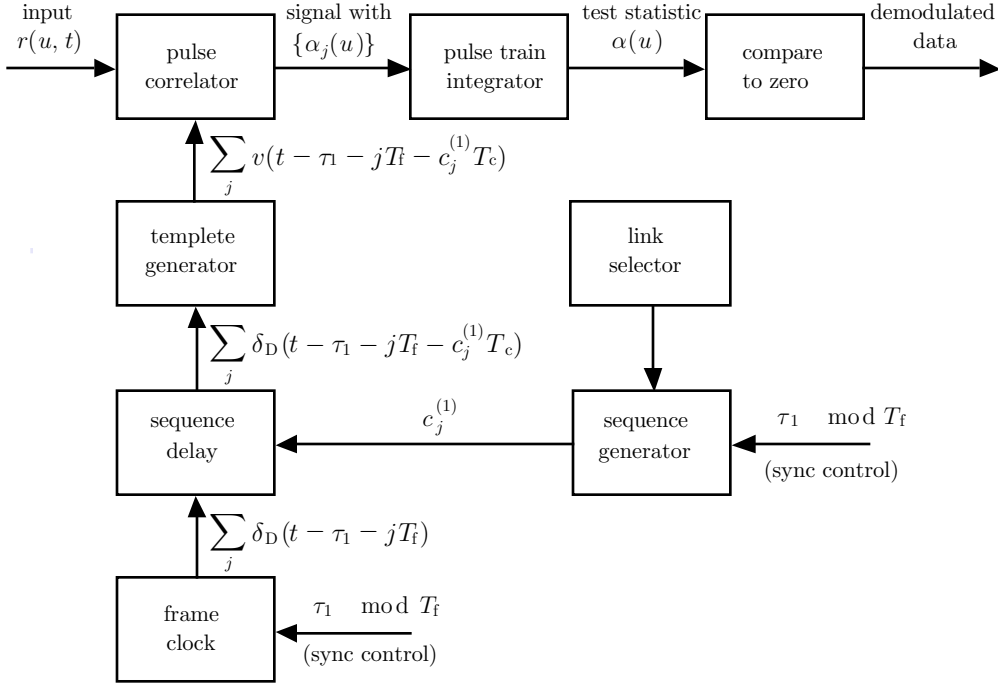 input
r(u, t)
signal with
{α_j(u)}
test statistic
α(u)
demodulated
data
pulse
correlator
pulse train
integrator
compare
to zero
∑_j v(t − τ_1 − jT_f − c_j^(1) T_c)
templete
generator
link
selector
∑_j δ_D(t − τ_1 − jT_f − c_j^(1) T_c)
sequence
delay
c_j^(1)
sequence
generator
τ_1 mod T_f
(sync control)
∑_j δ_D(t − τ_1 − jT_f)
frame
clock
τ_1 mod T_f
(sync control)